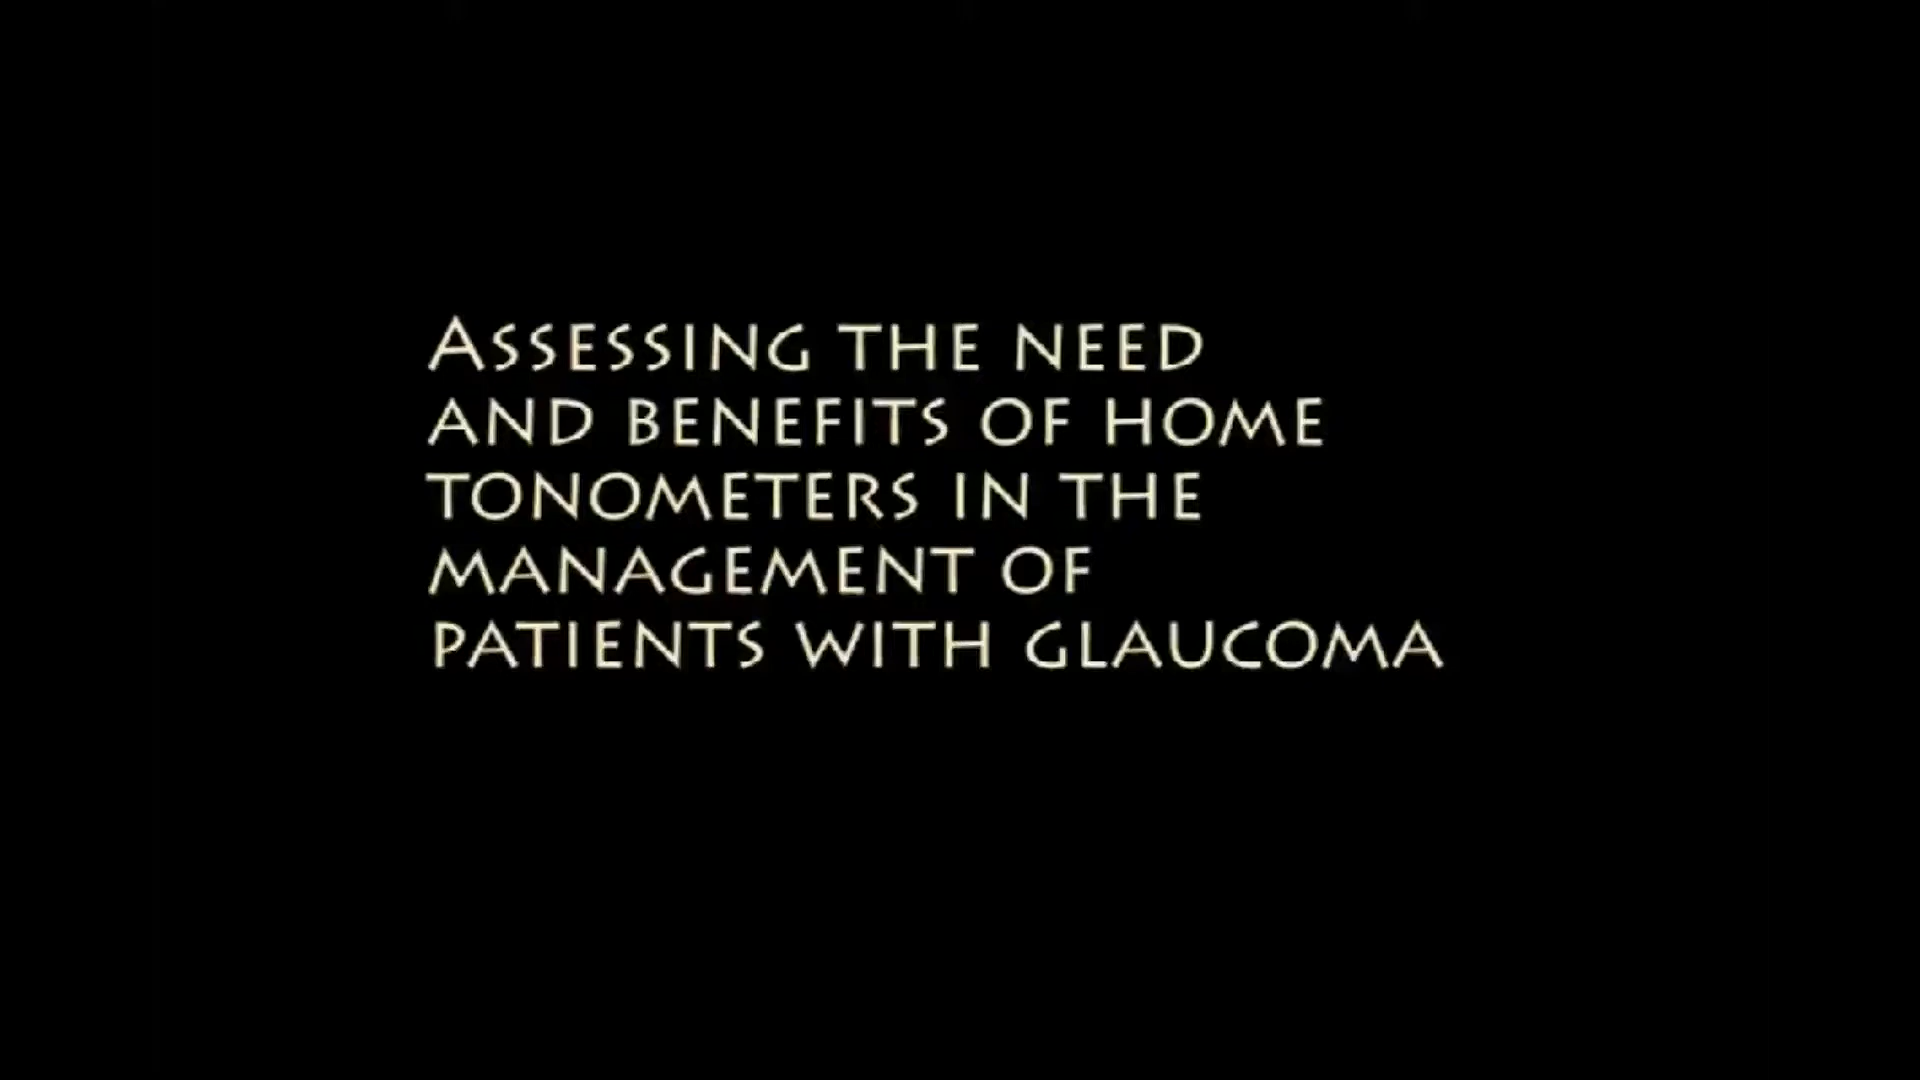 Assessing the need
and benefits of home
tonometers in the
management of
patients with glaucoma